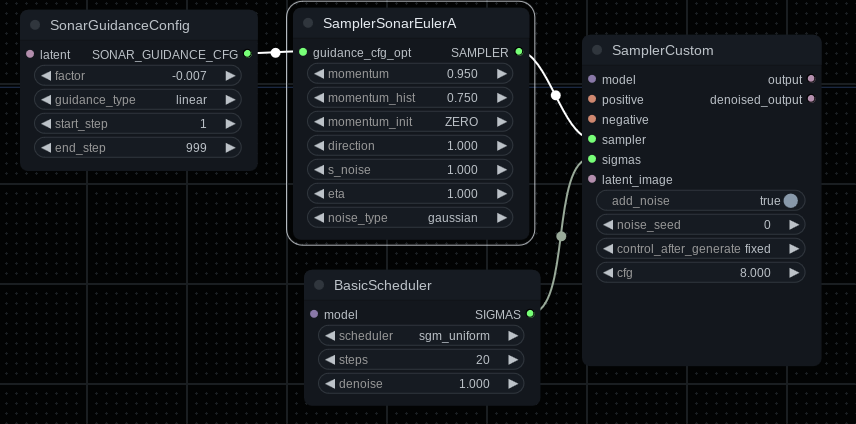 SonarGuidanceConfig
latent SONAR_GUIDANCE_CFG
factor -0.007
guidance_type linear
start_step 1
end_step 999
SamplerSonarEulerA
guidance_cfg_opt SAMPLER
momentum 0.950
momentum_hist 0.750
momentum_init ZERO
direction 1.000
s_noise 1.000
eta 1.000
noise_type gaussian
BasicScheduler
model SIGMAS
scheduler sgm_uniform
steps 20
denoise 1.000
SamplerCustom
model output
positive denoised_output
negative
sampler
sigmas
latent_image
add_noise true
noise_seed 0
control_after_generate fixed
cfg 8.000